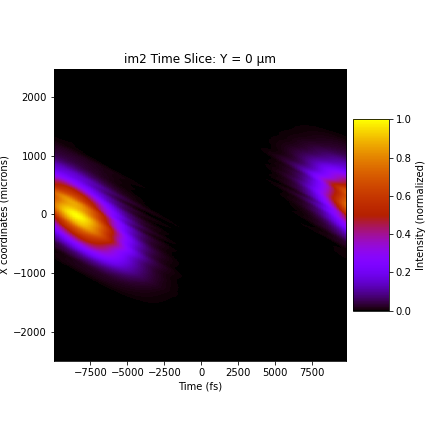 im2 Time Slice: Y = 0 μm
X coordinates (microns)
2000
1000
0
−1000
−2000
−7500 −5000 −2500 0 2500 5000 7500
Time (fs)
1.0
0.8
0.6
0.4
0.2
0.0
Intensity (normalized)